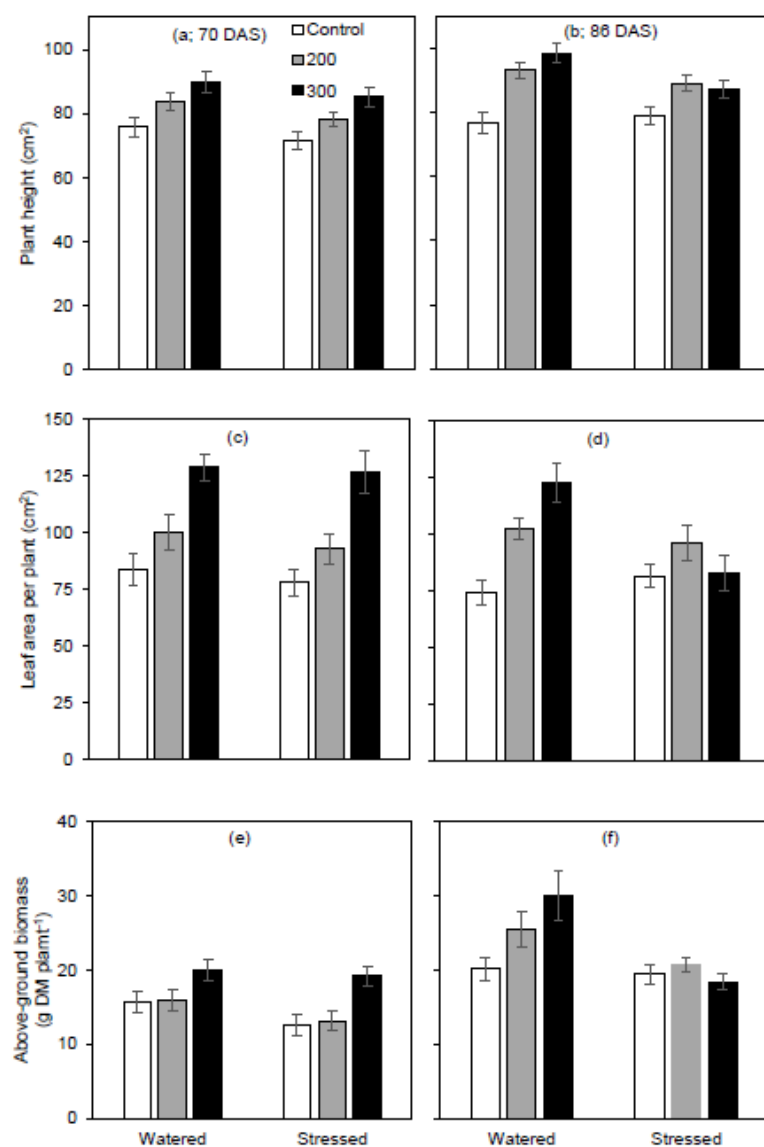 (a; 70 DAS)
Control
200
300
(b; 86 DAS)
Plant height (cm²)
100
80
60
40
20
0
(c)
(d)
Leaf area per plant (cm²)
150
125
100
75
50
25
0
(e)
(f)
Above-ground biomass
(g DM plamt⁻¹)
40
30
20
10
0
Watered
Stressed
Watered
Stressed